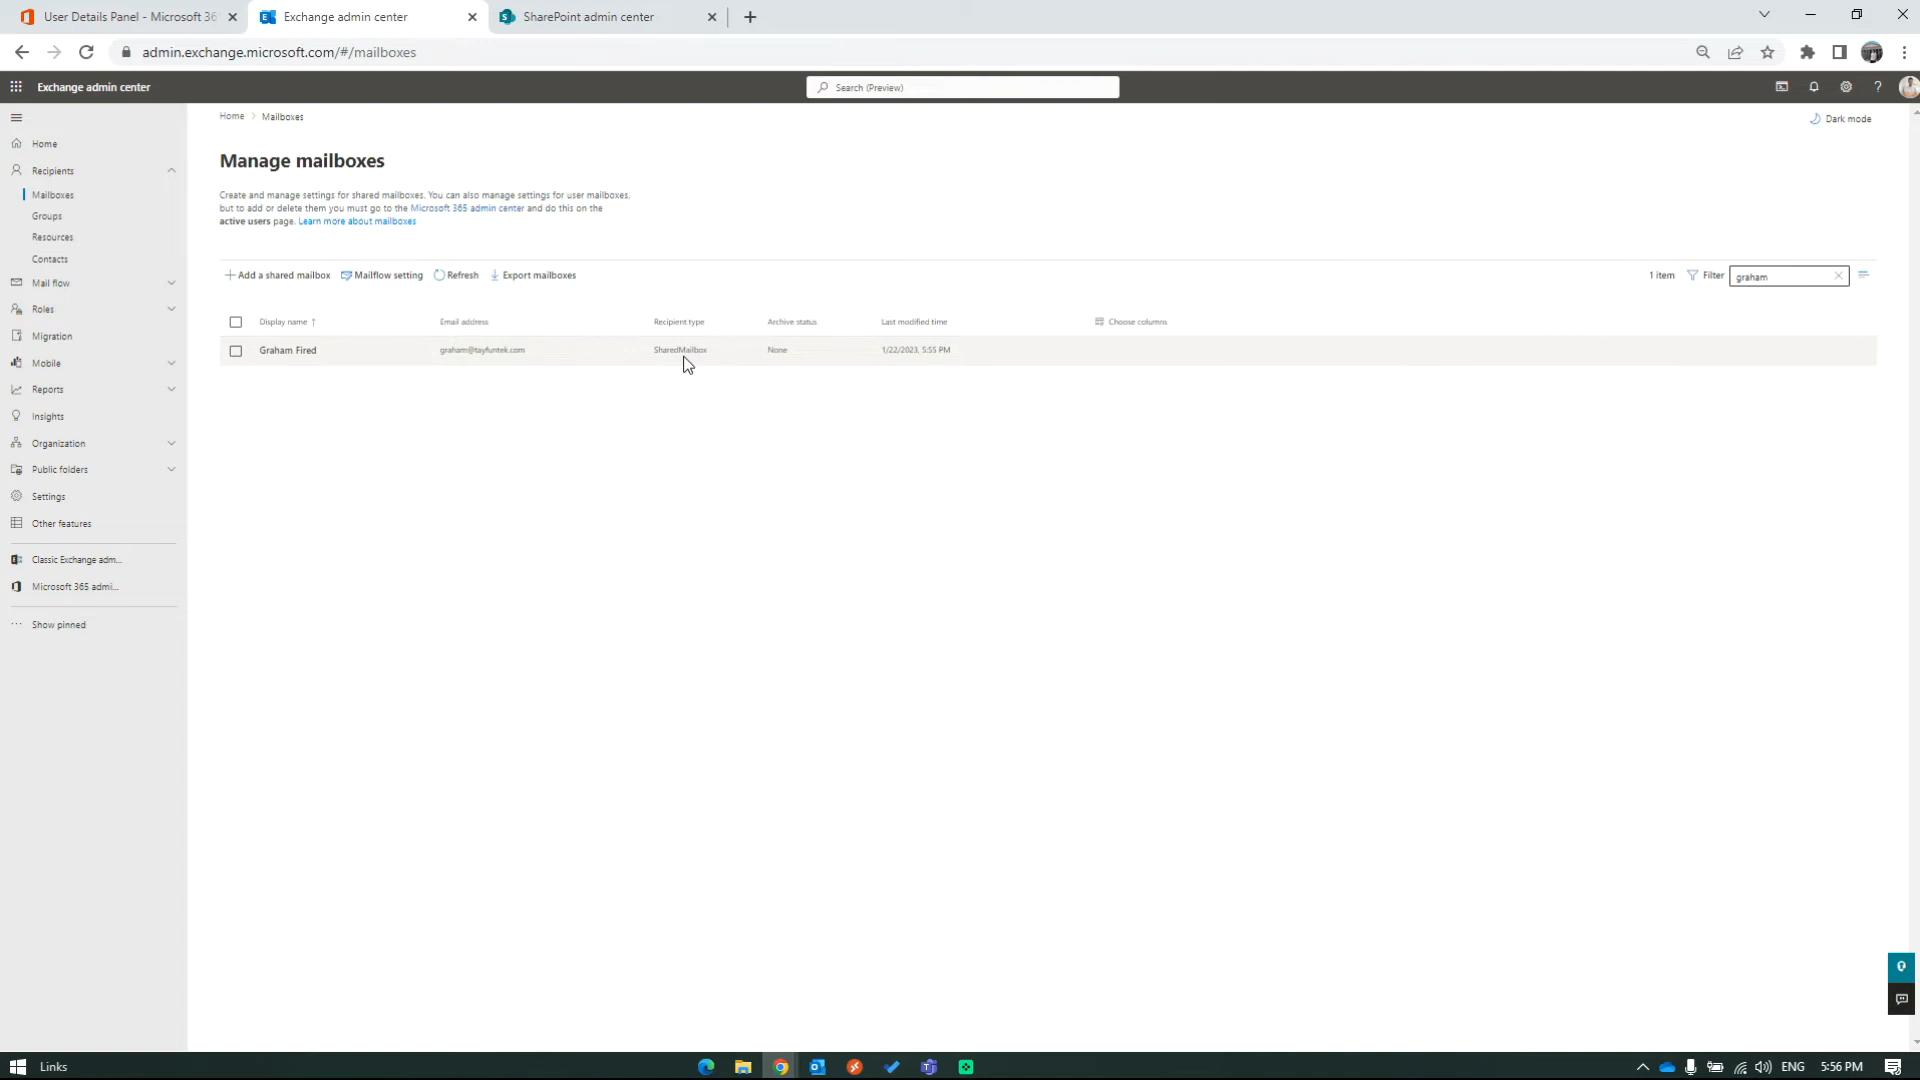 User Details Panel - Microsoft 36
Exchange admin center
SharePoint admin center
admin.exchange.microsoft.com/#/mailboxes
Exchange admin center
Search (Preview)
Home
Recipients
Mailboxes
Groups
Resources
Contacts
Mail flow
Roles
Migration
Mobile
Reports
Insights
Organization
Public folders
Settings
Other features
Classic Exchange adm...
Microsoft 365 admi...
Show pinned
Home > Mailboxes
Dark mode
Manage mailboxes
Create and manage settings for shared mailboxes. You can also manage settings for user mailboxes,
but to add or delete them you must go to the Microsoft 365 admin center and do this on the
active users page. Learn more about mailboxes
Add a shared mailbox Mailflow setting Refresh Export mailboxes
1 item Filter graham
Display name ↑ Email address Recipient type Archive status Last modified time Choose columns
Graham Fired graham@tayfuntek.com SharedMailbox None 1/22/2023, 5:55 PM
Links
ENG 5:56 PM